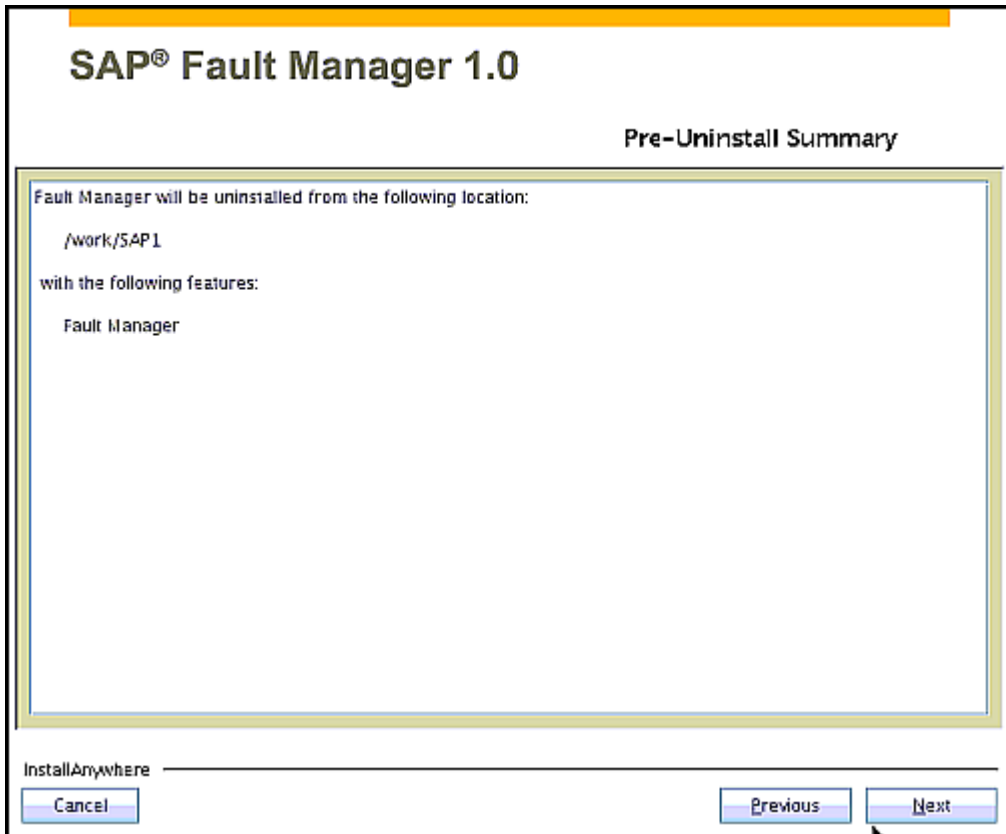 SAP® Fault Manager 1.0
Pre-Uninstall Summary
Fault Manager will be uninstalled from the following location:
/work/SAP1
with the following features:
Fault Manager
InstallAnywhere
Cancel
Previous
Next